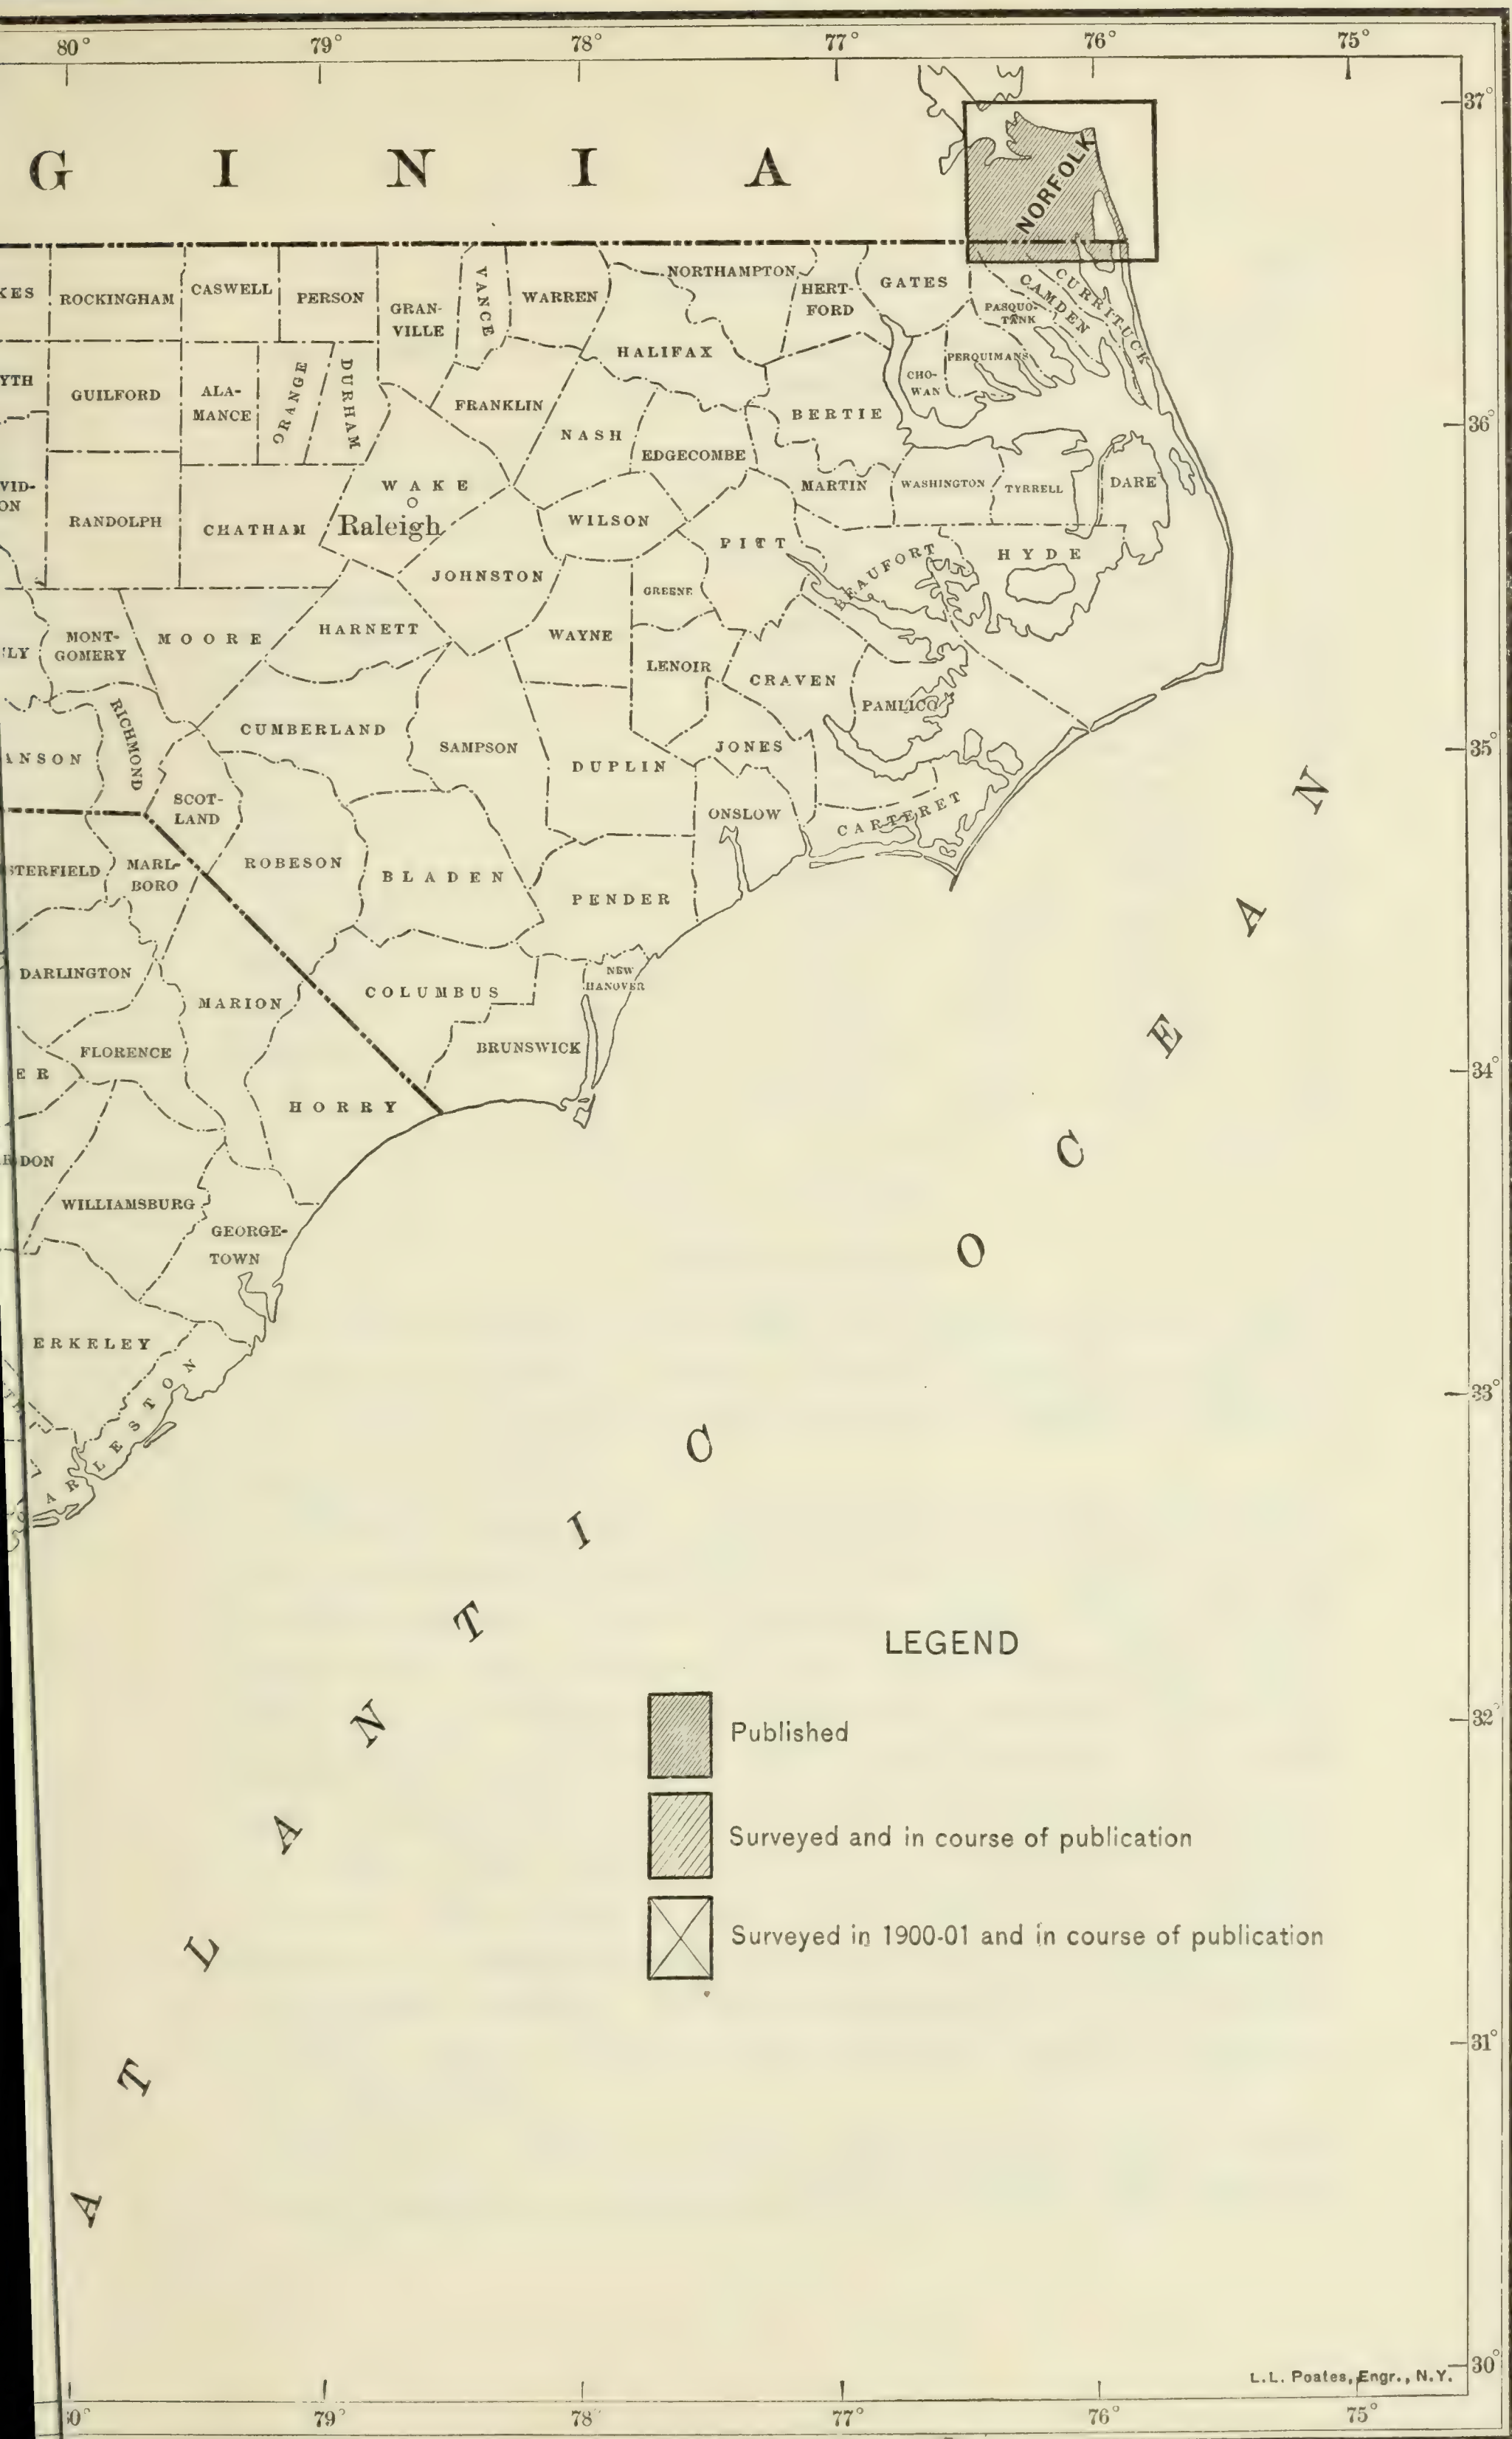 80° 79° 78° 77° 76° 75°
37°
G I N I A
NORFOLK
ROCKINGHAM
CASWELL
PERSON
GRAN-
VILLE
VANCE
WARREN
NORTHAMPTON
HERT-
FORD
GATES
PASQUO-
TANK
CAMDEN
CURRITUCK
PERQUIMANS
CHO-
WAN
HALIFAX
GUILFORD
ALA-
MANCE
ORANGE
DURHAM
FRANKLIN
NASH
EDGECOMBE
BERTIE
36°
WAKE
Raleigh
RANDOLPH
CHATHAM
WILSON
MARTIN
WASHINGTON
TYRRELL
DARE
PITT
BEAUFORT
HYDE
JOHNSTON
GREENE
MONT-
GOMERY
MOORE
HARNETT
WAYNE
LENOIR
CRAVEN
PAMLICO
RICHMOND
CUMBERLAND
SAMPSON
DUPLIN
JONES
35°
ANSON
SCOT-
LAND
ONSLOW
CARTERET
STERFIELD
MARL-
BORO
ROBESON
BLADEN
PENDER
DARLINGTON
MARION
COLUMBUS
NEW
HANOVER
FLORENCE
BRUNSWICK
34°
HORRY
WILLIAMSBURG
GEORGE-
TOWN
ERKELEY
ARLESTON
33°
ATLANTIC OCEAN
LEGEND
32°
Published
Surveyed and in course of publication
Surveyed in 1900-01 and in course of publication
31°
30°
L.L. Poates, Engr., N.Y.
79° 78° 77° 76° 75°